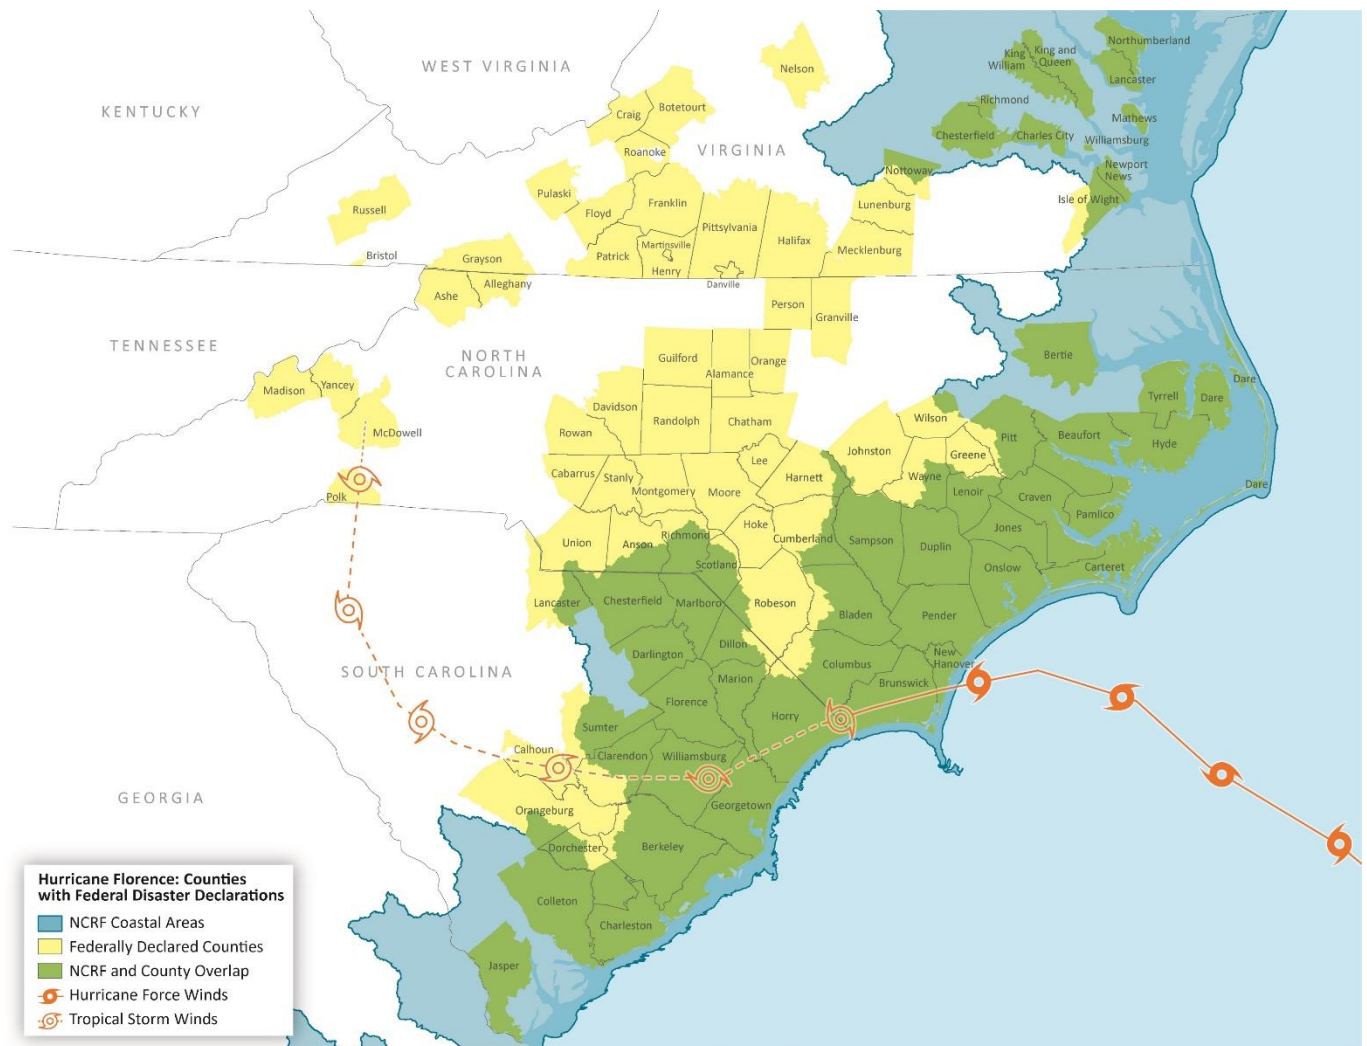 Northumberland
King and
Queen
King
William
Lancaster
WEST VIRGINIA
Nelson
KENTUCKY
Botetourt
Craig
Richmond
Mathews
Chesterfield
Charles City
Williamsburg
Roanoke
VIRGINIA
Newport
News
Nottoway
Pulaski
Franklin
Isle of Wight
Russell
Floyd
Lunenburg
Pittsylvania
Halifax
Martinsville
Mecklenburg
Bristol
Grayson
Patrick
Henry
Alleghany
Danville
Ashe
Person
Granville
TENNESSEE
NORTH
CAROLINA
Guilford
Orange
Alamance
Bertie
Madison
Yancey
Dare
Tyrrell
Dare
Davidson
Randolph
Chatham
Wilson
McDowell
Rowan
Pitt
Beaufort
Hyde
Johnston
Greene
Lee
Cabarrus
Stanly
Harnett
Wayne
Dare
Polk
Montgomery
Moore
Lenoir
Craven
Pamlico
Hoke
Jones
Richmond
Union
Anson
Cumberland
Sampson
Duplin
Scotland
Onslow
Carteret
Lancaster
Chesterfield
Marlboro
Robeson
Bladen
Pender
Dillon
Darlington
New
Hanover
SOUTH CAROLINA
Columbus
Marion
Brunswick
Florence
Horry
Sumter
Calhoun
Clarendon
Williamsburg
GEORGIA
Orangeburg
Georgetown
Dorchester
Berkeley
Colleton
Charleston
Jasper
Hurricane Florence: Counties
with Federal Disaster Declarations
NCRF Coastal Areas
Federally Declared Counties
NCRF and County Overlap
Hurricane Force Winds
Tropical Storm Winds